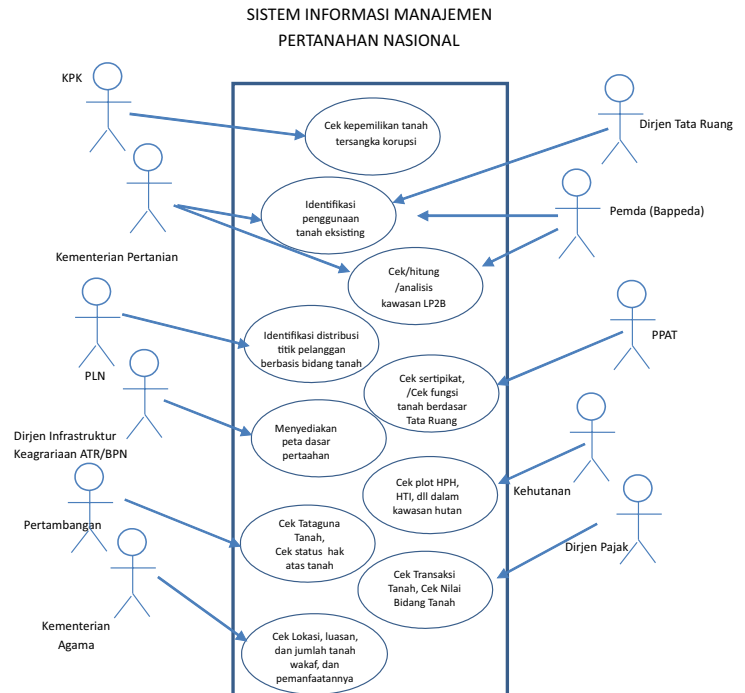 SISTEM INFORMASI MANAJEMEN
PERTANAHAN NASIONAL
KPK
Cek kepemilikan tanah
tersangka korupsi
Dirjen Tata Ruang
Identifikasi
penggunaan
tanah eksisting
Pemda (Bappeda)
Kementerian Pertanian
Cek/hitung
/analisis
kawasan LP2B
Identifikasi distribusi
titik pelanggan
berbasis bidang tanah
PPAT
PLN
Cek sertipikat,
/Cek fungsi
tanah berdasar
Tata Ruang
Menyediakan
peta dasar
pertaahan
Dirjen Infrastruktur
Keagrariaan ATR/BPN
Cek plot HPH,
HTI, dll dalam
kawasan hutan
Kehutanan
Pertambangan
Cek Tataguna
Tanah,
Cek status hak
atas tanah
Dirjen Pajak
Cek Transaksi
Tanah, Cek Nilai
Bidang Tanah
Kementerian
Agama
Cek Lokasi, luasan,
dan jumlah tanah
wakaf, dan
pemanfaatannya